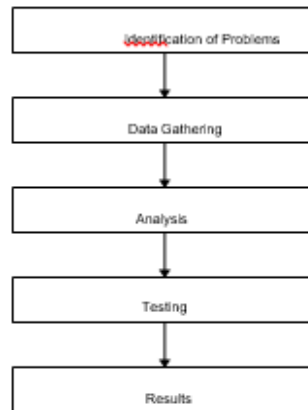 Identification of Problems
Data Gathering
Analysis
Testing
Results